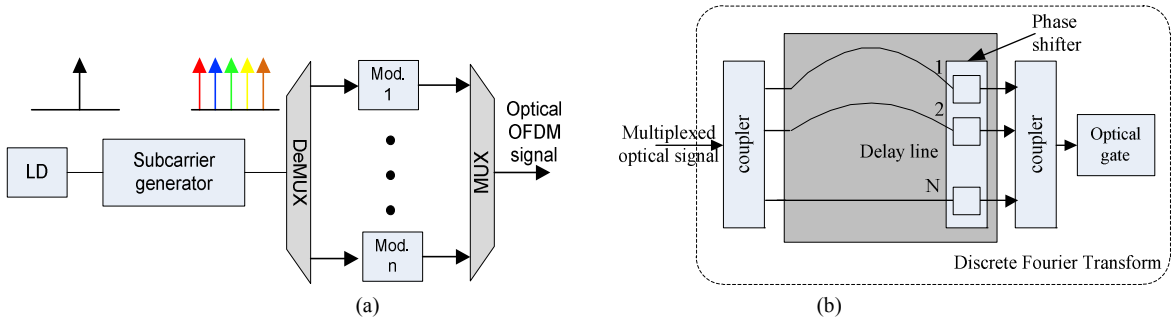 LD
Subcarrier
generator
DeMUX
Mod.
1
Mod.
n
MUX
Optical
OFDM
signal
(a)
Multiplexed
optical signal
coupler
1
2
N
Delay line
Phase
shifter
coupler
Optical
gate
Discrete Fourier Transform
(b)